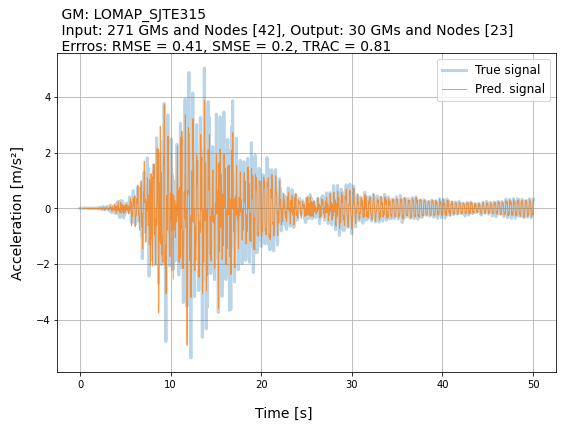 GM: LOMAP_SJTE315
Input: 271 GMs and Nodes [42], Output: 30 GMs and Nodes [23]
Errros: RMSE = 0.41, SMSE = 0.2, TRAC = 0.81
True signal
Pred. signal
Acceleration [m/s²]
4
2
0
−2
−4
0 10 20 30 40 50
Time [s]